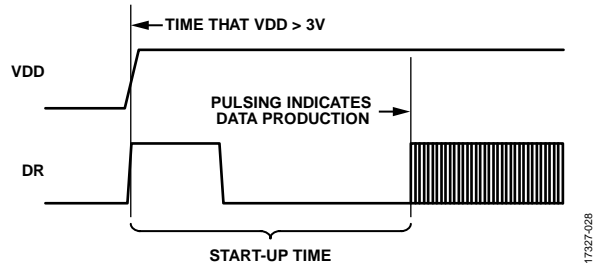 TIME THAT VDD > 3V
VDD
PULSING INDICATES
DATA PRODUCTION
DR
START-UP TIME
17327-028